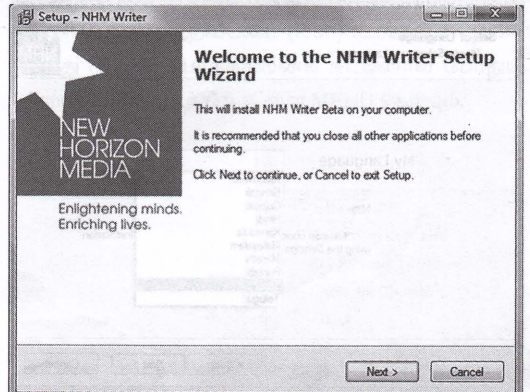 Setup - NHM Writer
Welcome to the NHM Writer Setup
Wizard
This will install NHM Writer Beta on your computer.
It is recommended that you close all other applications before
continuing.
Click Next to continue, or Cancel to exit Setup.
NEW
HORIZON
MEDIA
Enlightening minds.
Enriching lives.
Next >
Cancel